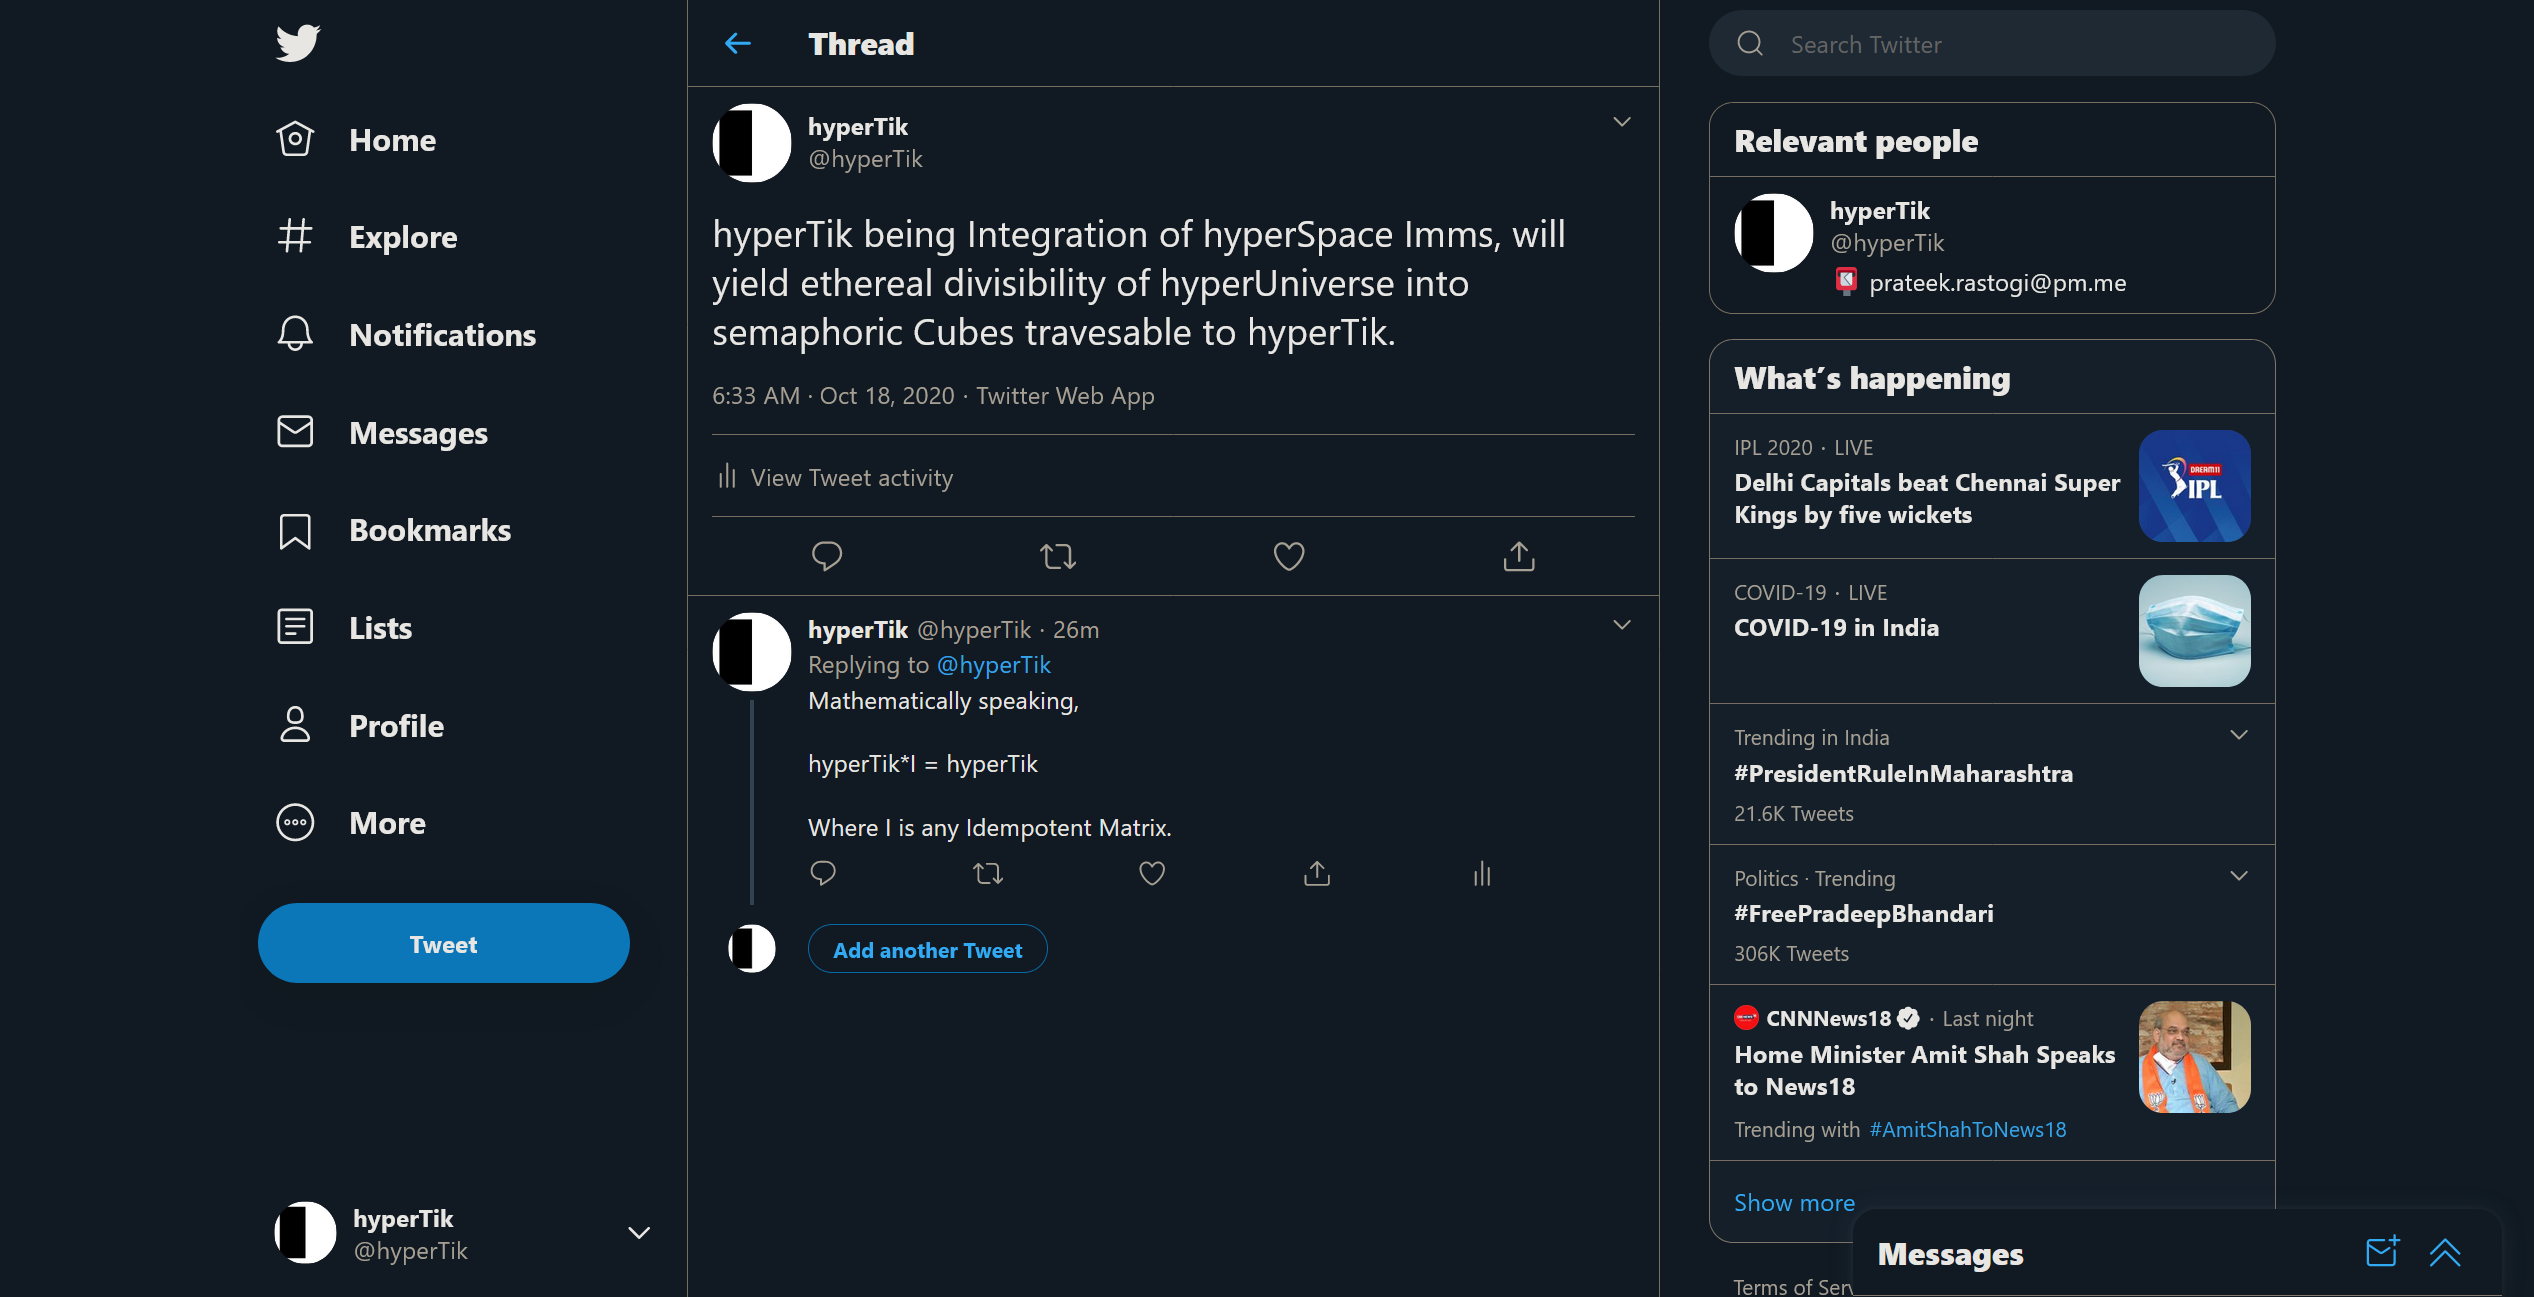 Home
Explore
Notifications
Messages
Bookmarks
Lists
Profile
More
Tweet
hyperTik
@hyperTik
Thread
hyperTik
@hyperTik
hyperTik being Integration of hyperSpace Imms, will
yield ethereal divisibility of hyperUniverse into
semaphoric Cubes travesable to hyperTik.
6:33 AM · Oct 18, 2020 · Twitter Web App
View Tweet activity
hyperTik @hyperTik · 26m
Replying to @hyperTik
Mathematically speaking,
hyperTik*I = hyperTik
Where I is any Idempotent Matrix.
Add another Tweet
Search Twitter
Relevant people
hyperTik
@hyperTik
prateek.rastogi@pm.me
What's happening
IPL 2020 · LIVE
Delhi Capitals beat Chennai Super
Kings by five wickets
DREAM11
IPL
COVID-19 · LIVE
COVID-19 in India
Trending in India
#PresidentRuleInMaharashtra
21.6K Tweets
Politics · Trending
#FreePradeepBhandari
306K Tweets
CNNNews18 · Last night
Home Minister Amit Shah Speaks
to News18
Trending with #AmitShahToNews18
Show more
Messages
Terms of Serv